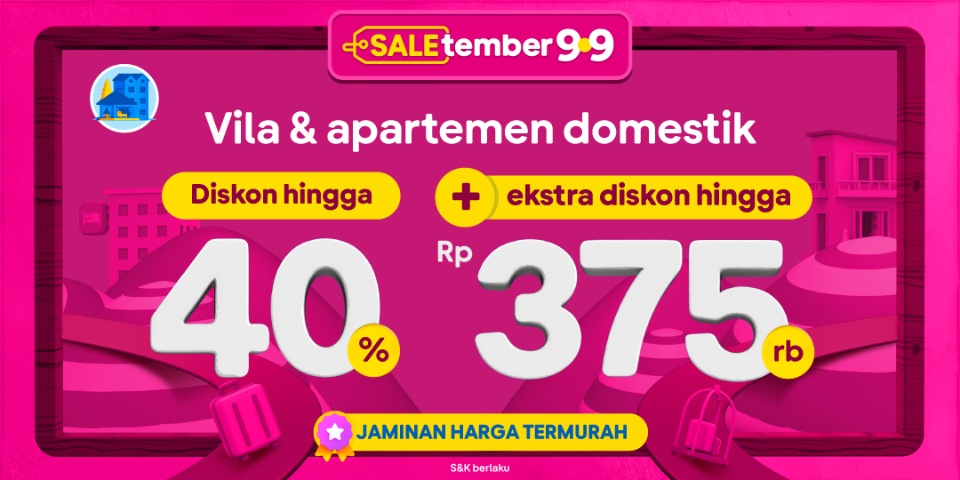 SALEtember 9.9
Vila & apartemen domestik
Diskon hingga
40%
+ ekstra diskon hingga
Rp 375 rb
JAMINAN HARGA TERMURAH
S&K berlaku